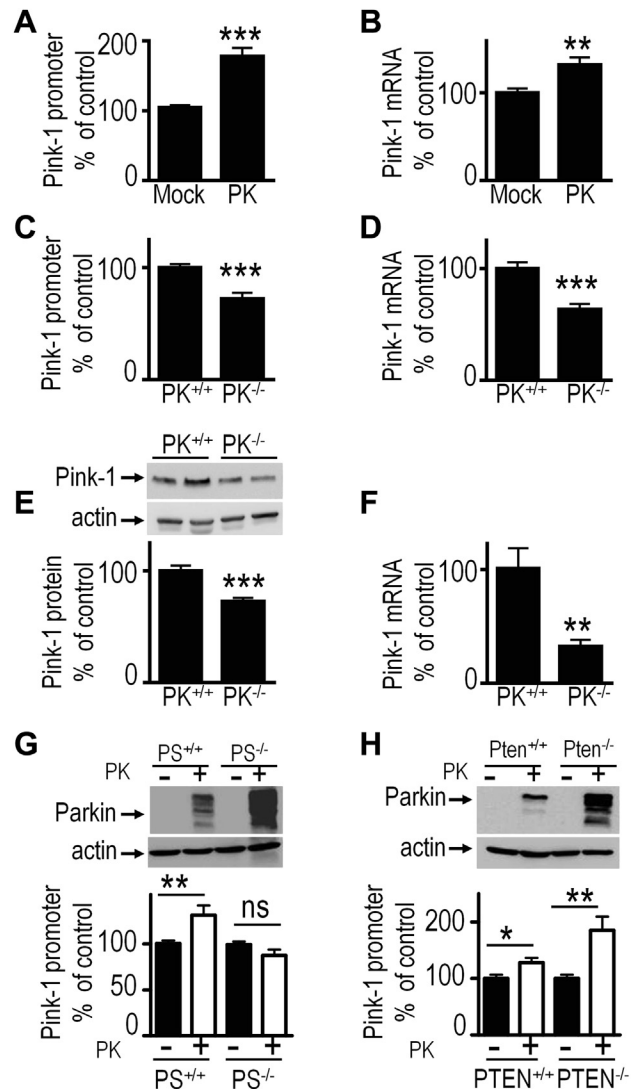 A
Pink-1 promoter
% of control
200
100
0
***
Mock PK
B
Pink-1 mRNA
% of control
100
0
**
Mock PK
C
Pink-1 promoter
% of control
100
0
***
PK+/+ PK-/-
D
Pink-1 mRNA
% of control
100
0
***
PK+/+ PK-/-
E
PK+/+ PK-/-
Pink-1
actin
Pink-1 protein
% of control
100
0
***
PK+/+ PK-/-
F
Pink-1 mRNA
% of control
100
0
**
PK+/+ PK-/-
G
PS+/+ PS-/-
PK - + - +
Parkin
actin
Pink-1 promoter
% of control
100
50
0
** ns
PK - + - +
PS+/+ PS-/-
H
Pten+/+ Pten-/-
PK - + - +
Parkin
actin
Pink-1 promoter
% of control
200
100
0
* **
PK - + - +
PTEN+/+ PTEN-/-